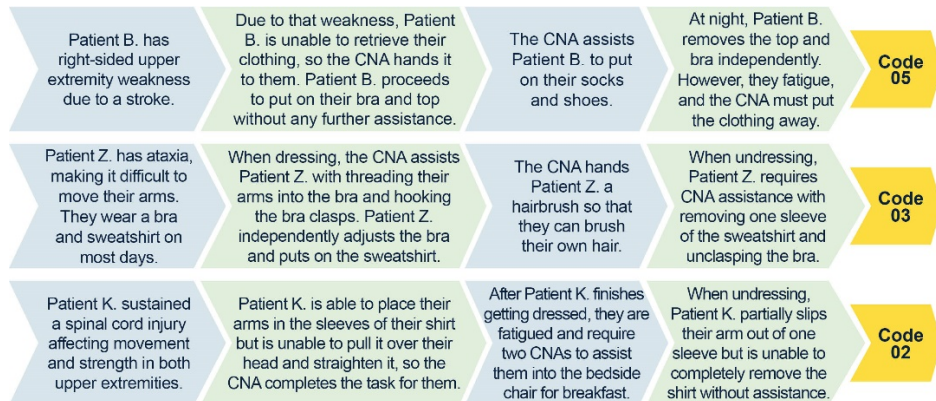 Patient B. has
right-sided upper
extremity weakness
due to a stroke.
Due to that weakness, Patient
B. is unable to retrieve their
clothing, so the CNA hands it
to them. Patient B. proceeds
to put on their bra and top
without any further assistance.
The CNA assists
Patient B. to put
on their socks
and shoes.
At night, Patient B.
removes the top and
bra independently.
However, they fatigue,
and the CNA must put
the clothing away.
Code
05
Patient Z. has ataxia,
making it difficult to
move their arms.
They wear a bra
and sweatshirt on
most days.
When dressing, the CNA assists
Patient Z. with threading their
arms into the bra and hooking
the bra clasps. Patient Z.
independently adjusts the bra
and puts on the sweatshirt.
The CNA hands
Patient Z. a
hairbrush so that
they can brush
their own hair.
When undressing,
Patient Z. requires
CNA assistance with
removing one sleeve
of the sweatshirt and
unclasping the bra.
Code
03
Patient K. sustained
a spinal cord injury
affecting movement
and strength in both
upper extremities.
Patient K. is able to place their
arms in the sleeves of their shirt
but is unable to pull it over their
head and straighten it, so the
CNA completes the task for them.
After Patient K. finishes
getting dressed, they are
fatigued and require
two CNAs to assist
them into the bedside
chair for breakfast.
When undressing,
Patient K. partially slips
their arm out of one
sleeve but is unable to
completely remove the
shirt without assistance.
Code
02